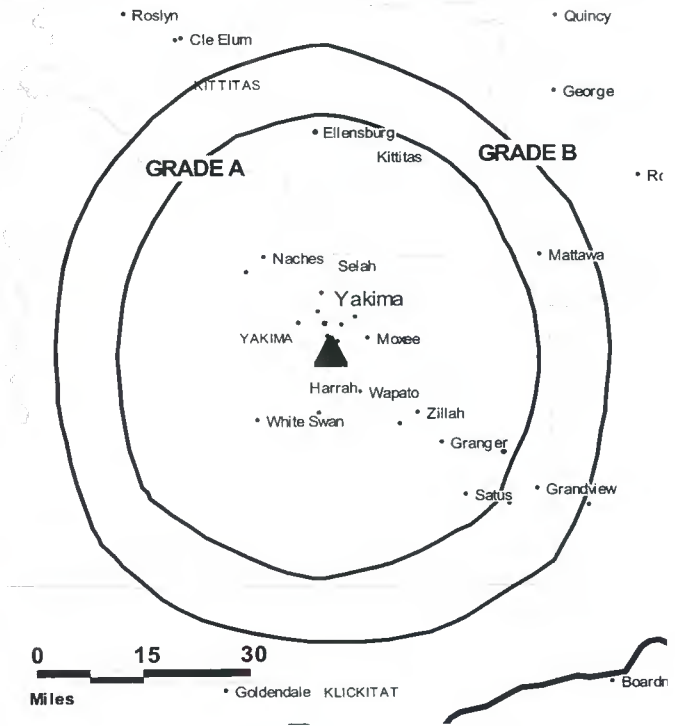 Roslyn
Quincy
Cle Elum
KITTITAS
George
Ellensburg
Kittitas
GRADE B
GRADE A
Mattawa
Naches
Selah
Yakima
YAKIMA
Moxee
Harrah
Wapato
White Swan
Zillah
Granger
Satus
Grandview
0 15 30
Miles
Goldendale KLICKITAT